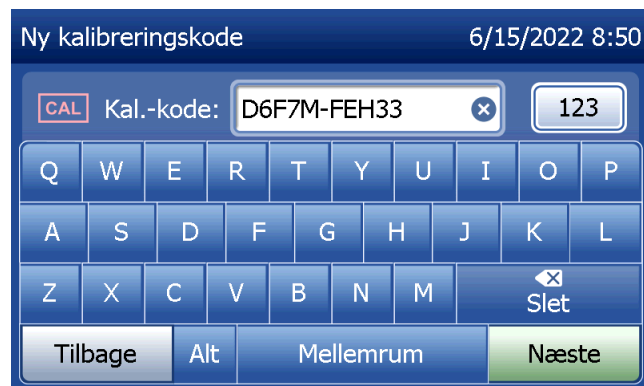 Ny kalibreringskode 6/15/2022 8:50
CAL Kal.-kode: D6F7M-FEH33 123
Q W E R T Y U I O P
A S D F G H J K L
Z X C V B N M Slet
Tilbage Alt Mellemrum Næste